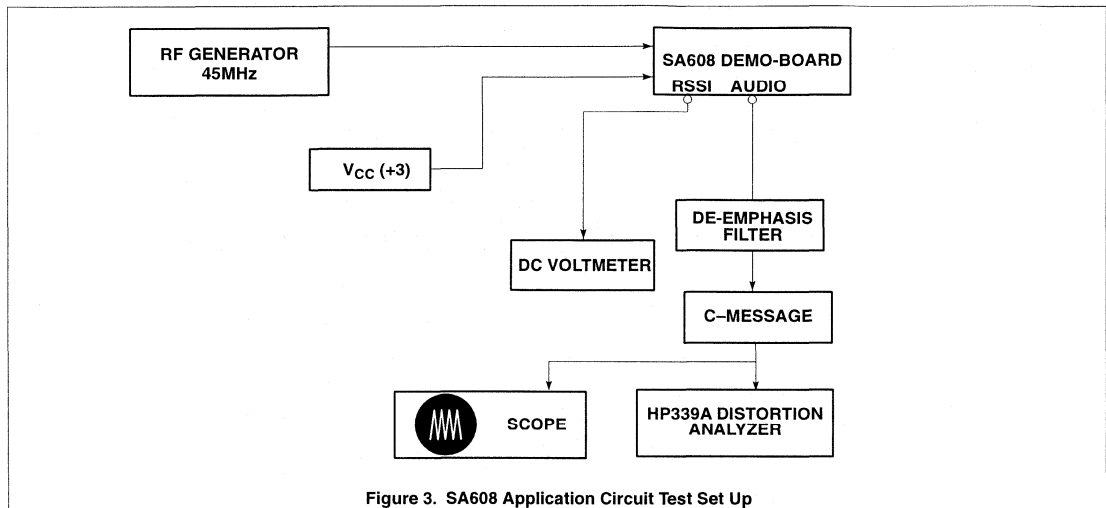 RF GENERATOR
45MHz
SA608 DEMO-BOARD
RSSI AUDIO
VCC (+3)
DE-EMPHASIS
FILTER
DC VOLTMETER
C–MESSAGE
SCOPE
HP339A DISTORTION
ANALYZER
Figure 3. SA608 Application Circuit Test Set Up